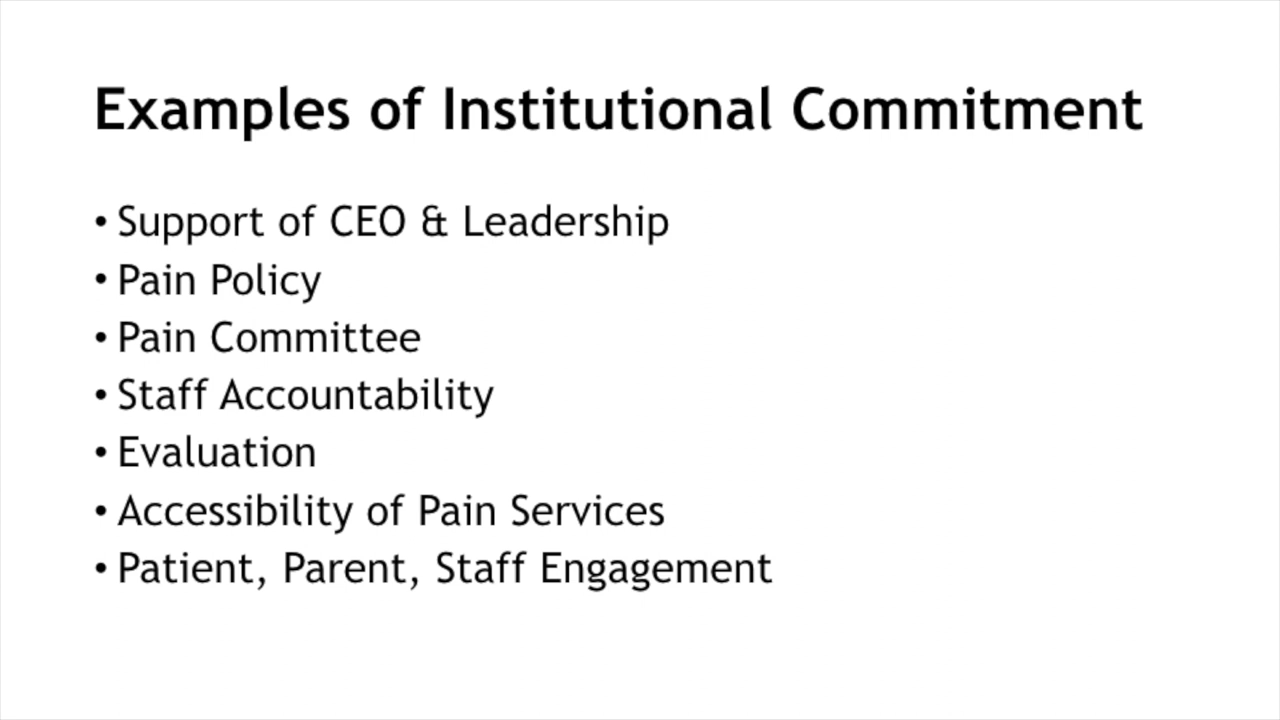 Examples of Institutional Commitment
• Support of CEO & Leadership
• Pain Policy
• Pain Committee
• Staff Accountability
• Evaluation
• Accessibility of Pain Services
• Patient, Parent, Staff Engagement